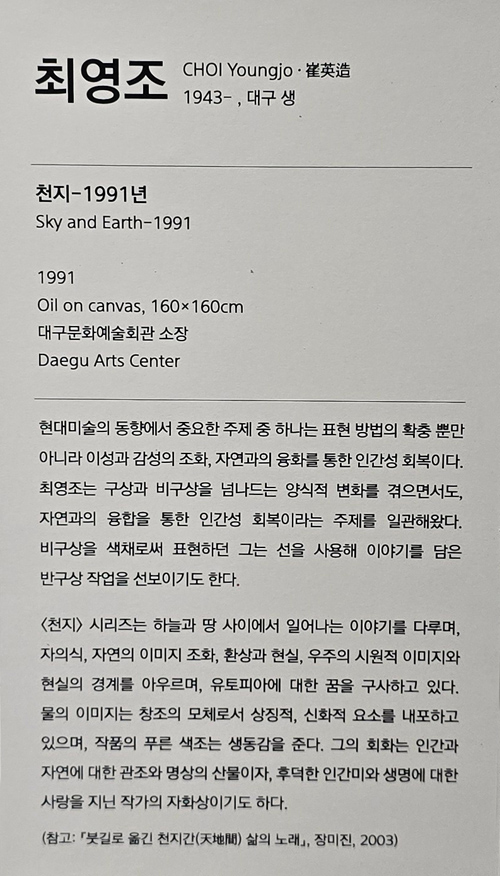 최영조 CHOI Youngjo · 崔英造
1943- , 대구 생
천지-1991년
Sky and Earth-1991
1991
Oil on canvas, 160×160cm
대구문화예술회관 소장
Daegu Arts Center
현대미술의 동향에서 중요한 주제 중 하나는 표현 방법의 확충 뿐만
아니라 이성과 감성의 조화, 자연과의 융화를 통한 인간성 회복이다.
최영조는 구상과 비구상을 넘나드는 양식적 변화를 겪으면서도,
자연과의 융합을 통한 인간성 회복이라는 주제를 일관해왔다.
비구상을 색채로써 표현하던 그는 선을 사용해 이야기를 담은
반구상 작업을 선보이기도 한다.
〈천지〉 시리즈는 하늘과 땅 사이에서 일어나는 이야기를 다루며,
자의식, 자연의 이미지 조화, 환상과 현실, 우주의 시원적 이미지와
현실의 경계를 아우르며, 유토피아에 대한 꿈을 구사하고 있다.
물의 이미지는 창조의 모체로서 상징적, 신화적 요소를 내포하고
있으며, 작품의 푸른 색조는 생동감을 준다. 그의 회화는 인간과
자연에 대한 관조와 명상의 산물이자, 후덕한 인간미와 생명에 대한
사랑을 지닌 작가의 자화상이기도 하다.
(참고: 『붓길로 옮긴 천지간(天地間) 삶의 노래』, 장미진, 2003)